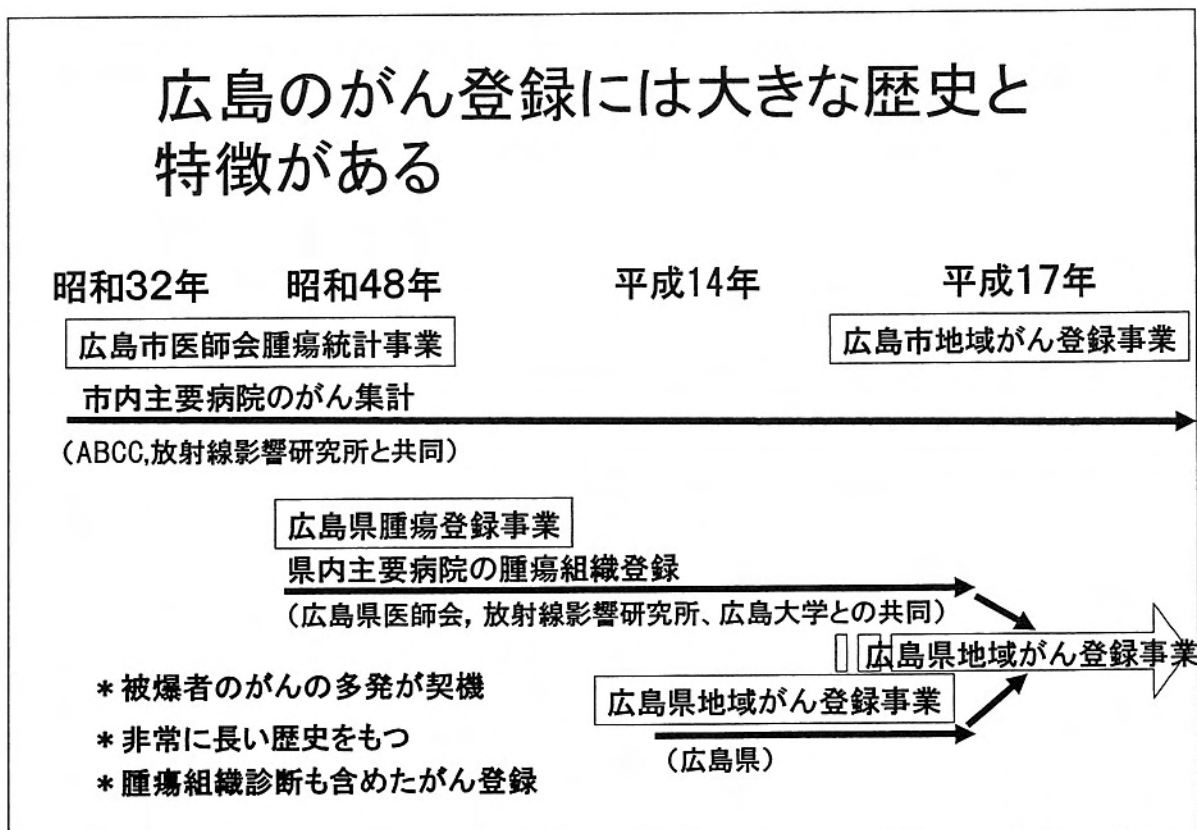 広島のがん登録には大きな歴史と
特徴がある
昭和32年 昭和48年 平成14年 平成17年
広島市医師会腫瘍統計事業 広島市地域がん登録事業
市内主要病院のがん集計
（ABCC,放射線影響研究所と共同）
広島県腫瘍登録事業
県内主要病院の腫瘍組織登録
（広島県医師会, 放射線影響研究所、広島大学との共同）
広島県地域がん登録事業
＊被爆者のがんの多発が契機
広島県地域がん登録事業
＊非常に長い歴史をもつ
（広島県）
＊腫瘍組織診断も含めたがん登録